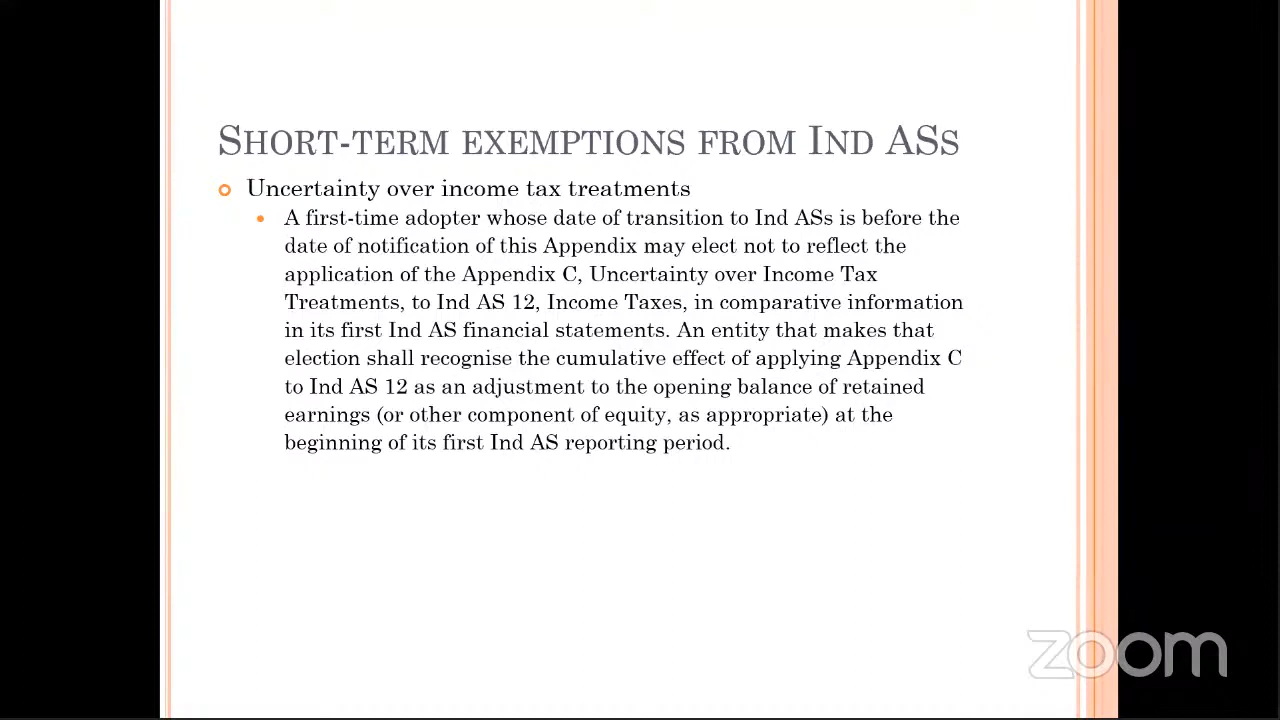 SHORT-TERM EXEMPTIONS FROM IND ASS
Uncertainty over income tax treatments
A first-time adopter whose date of transition to Ind ASs is before the
date of notification of this Appendix may elect not to reflect the
application of the Appendix C, Uncertainty over Income Tax
Treatments, to Ind AS 12, Income Taxes, in comparative information
in its first Ind AS financial statements. An entity that makes that
election shall recognise the cumulative effect of applying Appendix C
to Ind AS 12 as an adjustment to the opening balance of retained
earnings (or other component of equity, as appropriate) at the
beginning of its first Ind AS reporting period.
zoom